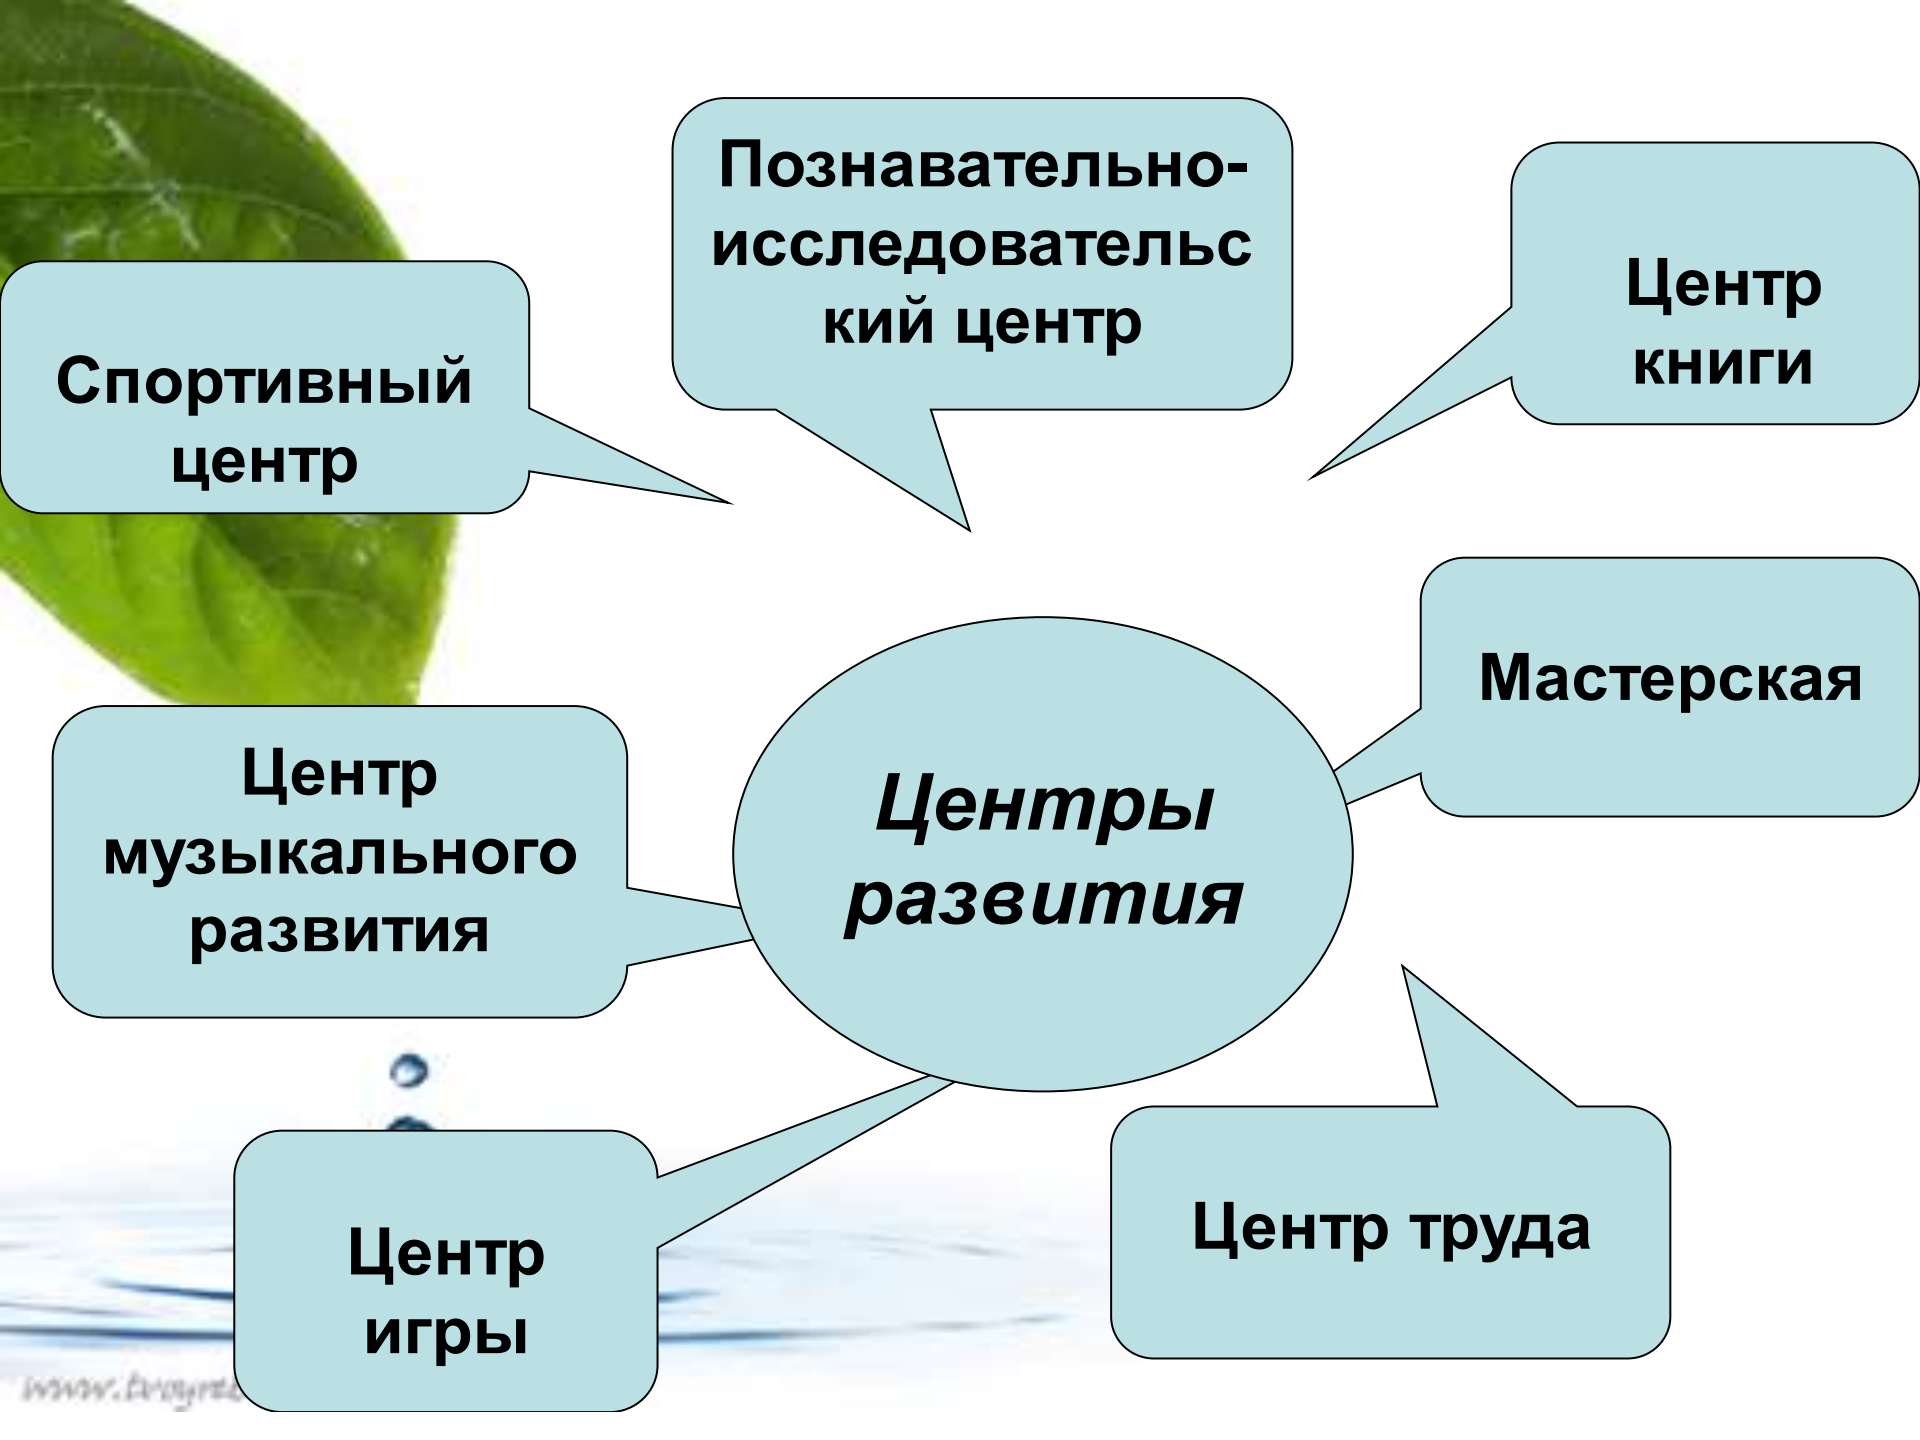 Познавательно-
исследовательс
кий центр
Центр
книги
Спортивный
центр
Мастерская
Центр
музыкального
развития
Центры
развития
Центр труда
Центр
игры